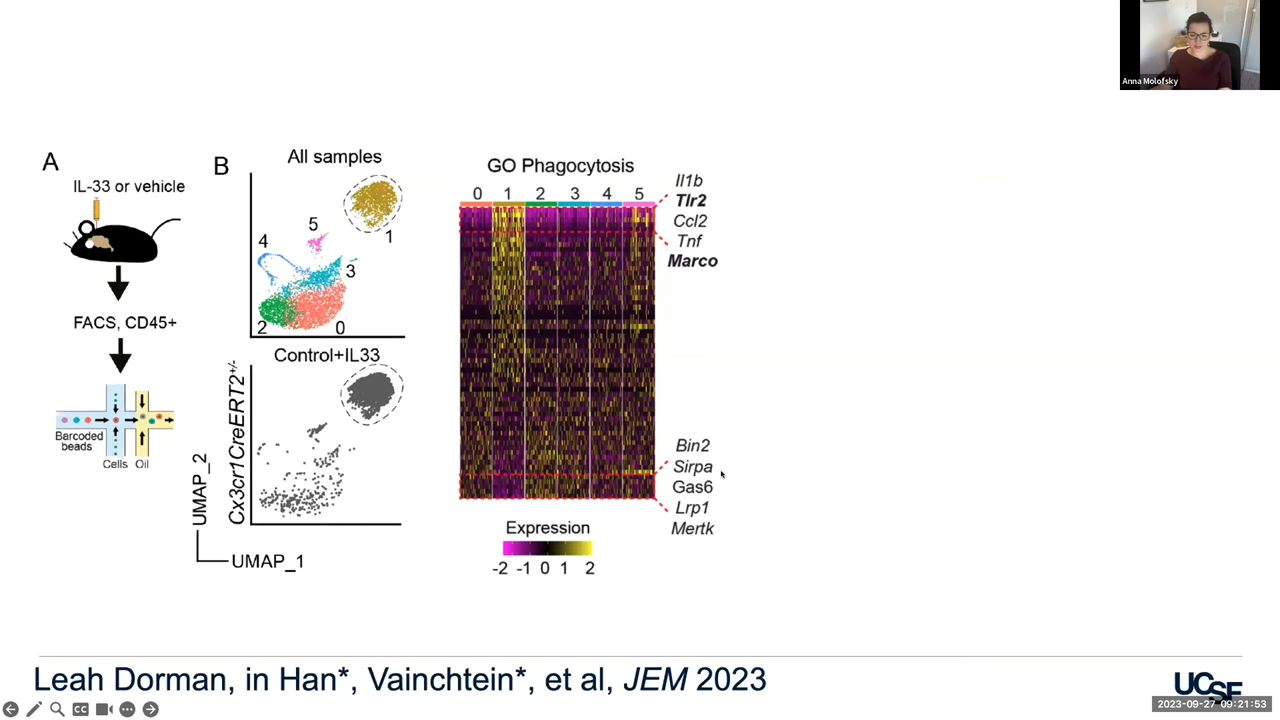 Anna Molofsky
A
IL-33 or vehicle
FACS, CD45+
Barcoded
beads
Cells Oil
B
All samples
5
4
1
3
2
0
Control+IL33
Cx3cr1CreERT2+/-
UMAP_2
UMAP_1
GO Phagocytosis
0 1 2 3 4 5
Il1b
Tlr2
Ccl2
Tnf
Marco
Bin2
Sirpa
Gas6
Lrp1
Mertk
Expression
-2 -1 0 1 2
Leah Dorman, in Han*, Vainchtein*, et al, JEM 2023
UCSF
2023-09-27 09:21:53
CC